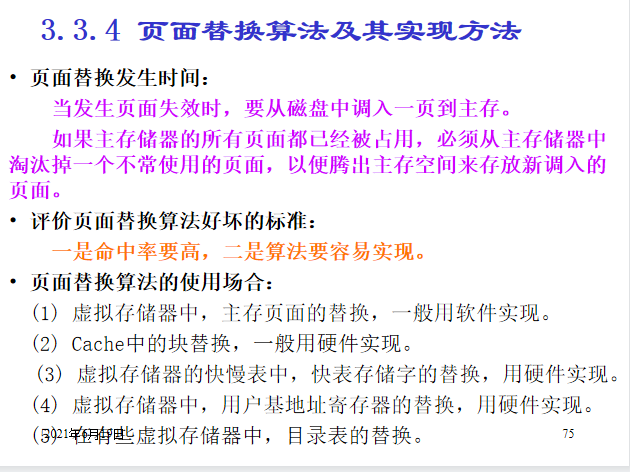 3.3.4 页面替换算法及其实现方法
• 页面替换发生时间：
当发生页面失效时，要从磁盘中调入一页到主存。
如果主存储器的所有页面都已经被占用，必须从主存储器中
淘汰掉一个不常使用的页面，以便腾出主存空间来存放新调入的
页面。
• 评价页面替换算法好坏的标准：
一是命中率要高，二是算法要容易实现。
• 页面替换算法的使用场合：
(1) 虚拟存储器中，主存页面的替换，一般用软件实现。
(2) Cache中的块替换，一般用硬件实现。
(3) 虚拟存储器的快慢表中，快表存储字的替换，用硬件实现。
(4) 虚拟存储器中，用户基地址寄存器的替换，用硬件实现。
(5) 在有些虚拟存储器中，目录表的替换。
75